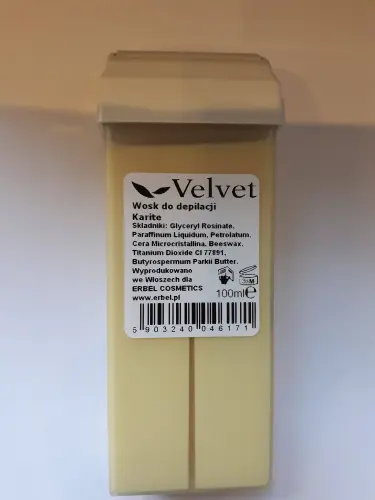 Velvet
Wosk do depilacji
Karite
Składniki: Glyceryl Rosinate,
Paraffinum Liquidum, Petrolatum,
Cera Microcristallina, Beeswax,
Titanium Dioxide CI 77891,
Butyrospermum Parkii Butter.
Wyprodukowano
we Włoszech dla
ERBEL COSMETICS
www.erbel.pl
100ml e
5 903240 046171